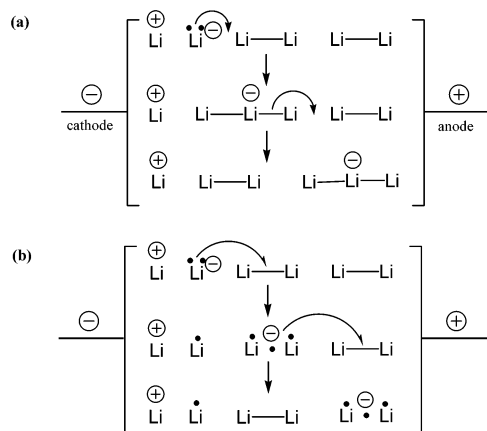 (a)
⊕ ⊖
Li Li Li—Li Li—Li
⊖ ⊕ ⊖ ⊕
Li Li—Li—Li Li—Li
cathode anode
⊕ ⊖
Li Li—Li Li—Li—Li
(b)
⊕ ⊖
Li Li Li—Li Li—Li
⊖ ⊕ ⊖ ⊕
Li Li Li Li Li—Li
⊕ ⊖
Li Li Li—Li Li Li